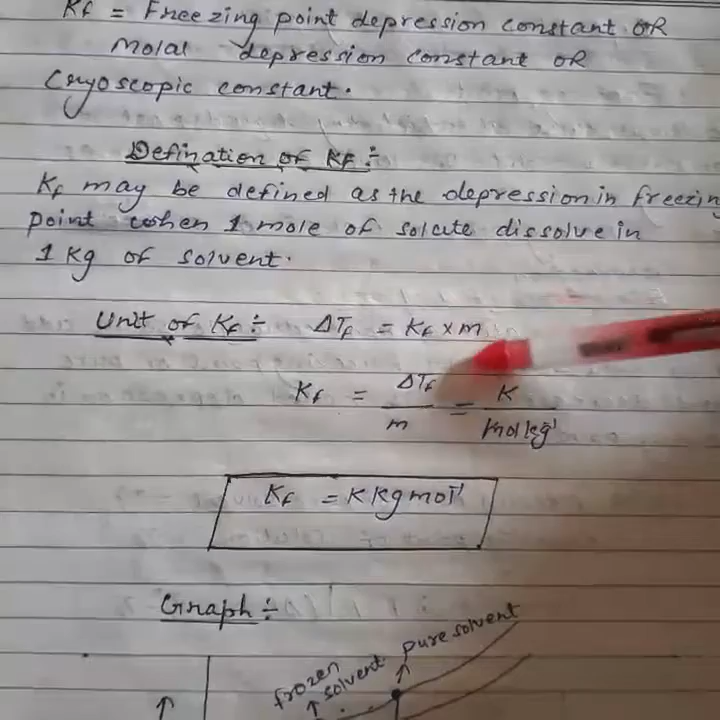 Kf = Freezing point depression constant OR
molal depression constant OR
Cryoscopic constant.
Defination of Kf ÷
Kf may be defined as the depression in freezin
point when 1 mole of solute dissolve in
1 Kg of solvent.
Unit of Kf ÷ ΔTf = Kf × m
Kf = ΔTf / m = K / mol kg⁻¹
Kf = K Kg mol⁻¹
Graph ÷
frozen solvent
pure solvent